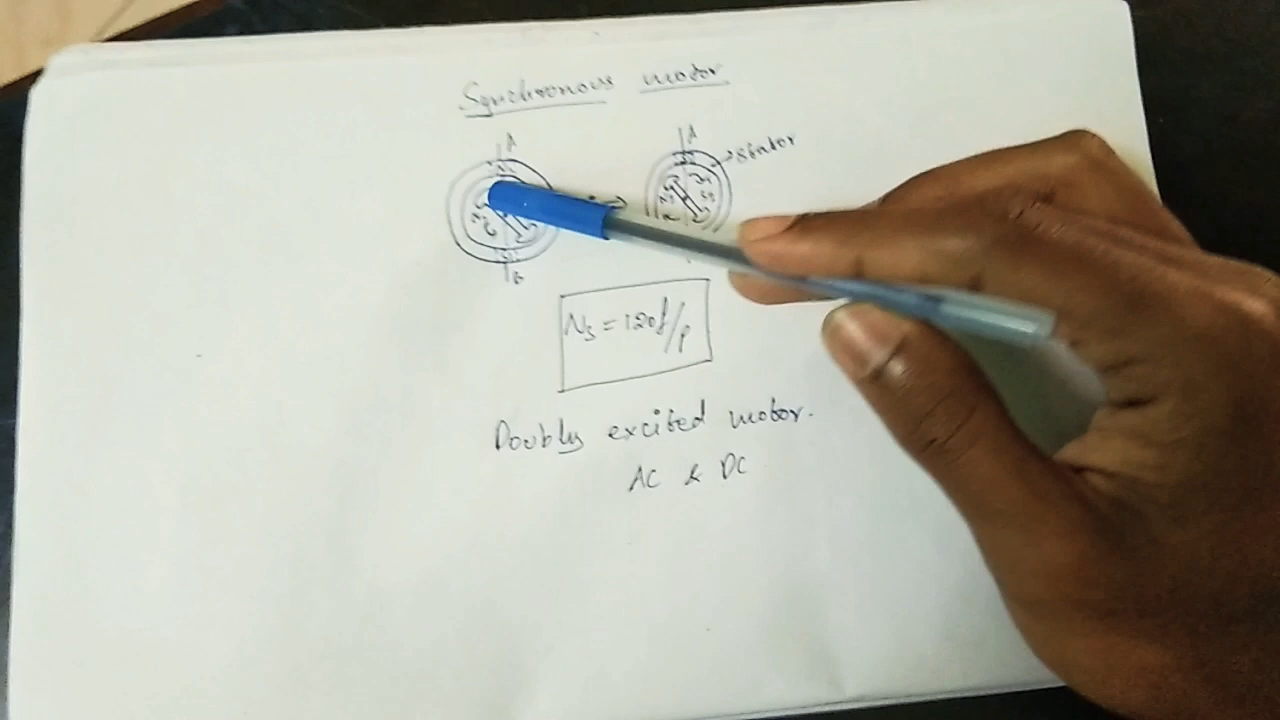 Synchronous motor
A A stator
B
Ns = 120f/p
Doubly excited motor.
AC & DC